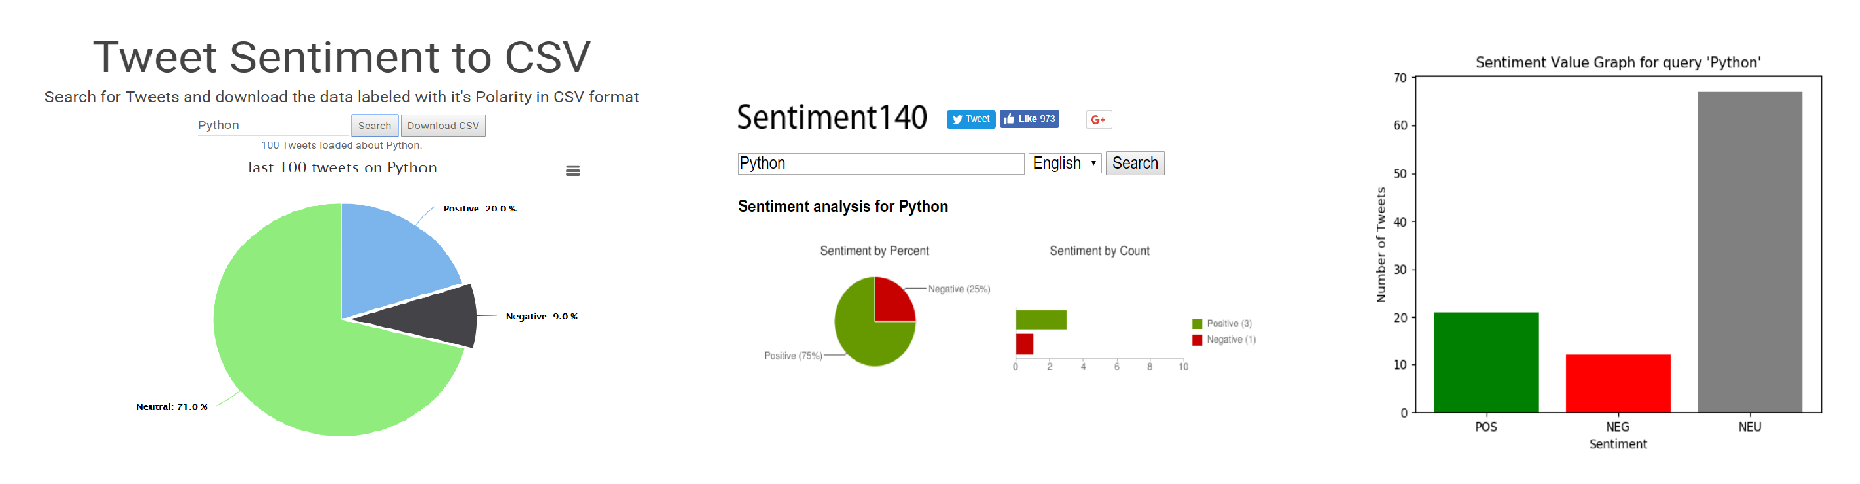 Tweet Sentiment to CSV
Search for Tweets and download the data labeled with it's Polarity in CSV format
Python Search Download CSV
100 Tweets loaded about Python.
last 100 tweets on Python
Positive: 20.0 %
Negative: 9.0 %
Neutral: 71.0 %
Sentiment140 Tweet Like 973 G+
Python English Search
Sentiment analysis for Python
Sentiment by Percent
Negative (25%)
Positive (75%)
Sentiment by Count
Positive (3)
Negative (1)
0 2 4 6 8 10
Sentiment Value Graph for query 'Python'
Number of Tweets
70
60
50
40
30
20
10
0
POS NEG NEU
Sentiment